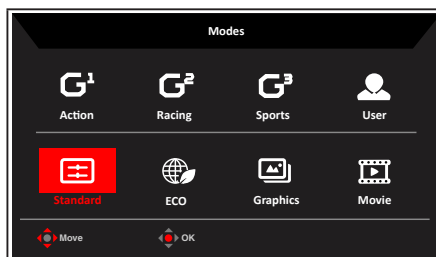 Modes
G¹ G² G³
Action Racing Sports User
Standard ECO Graphics Movie
Move OK